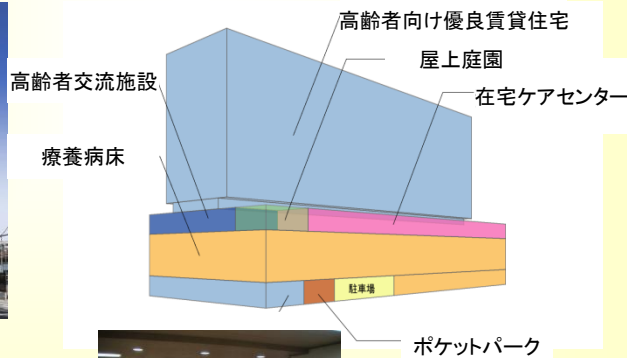 高齢者向け優良賃貸住宅
屋上庭園
高齢者交流施設
在宅ケアセンター
療養病床
駐車場
ポケットパーク